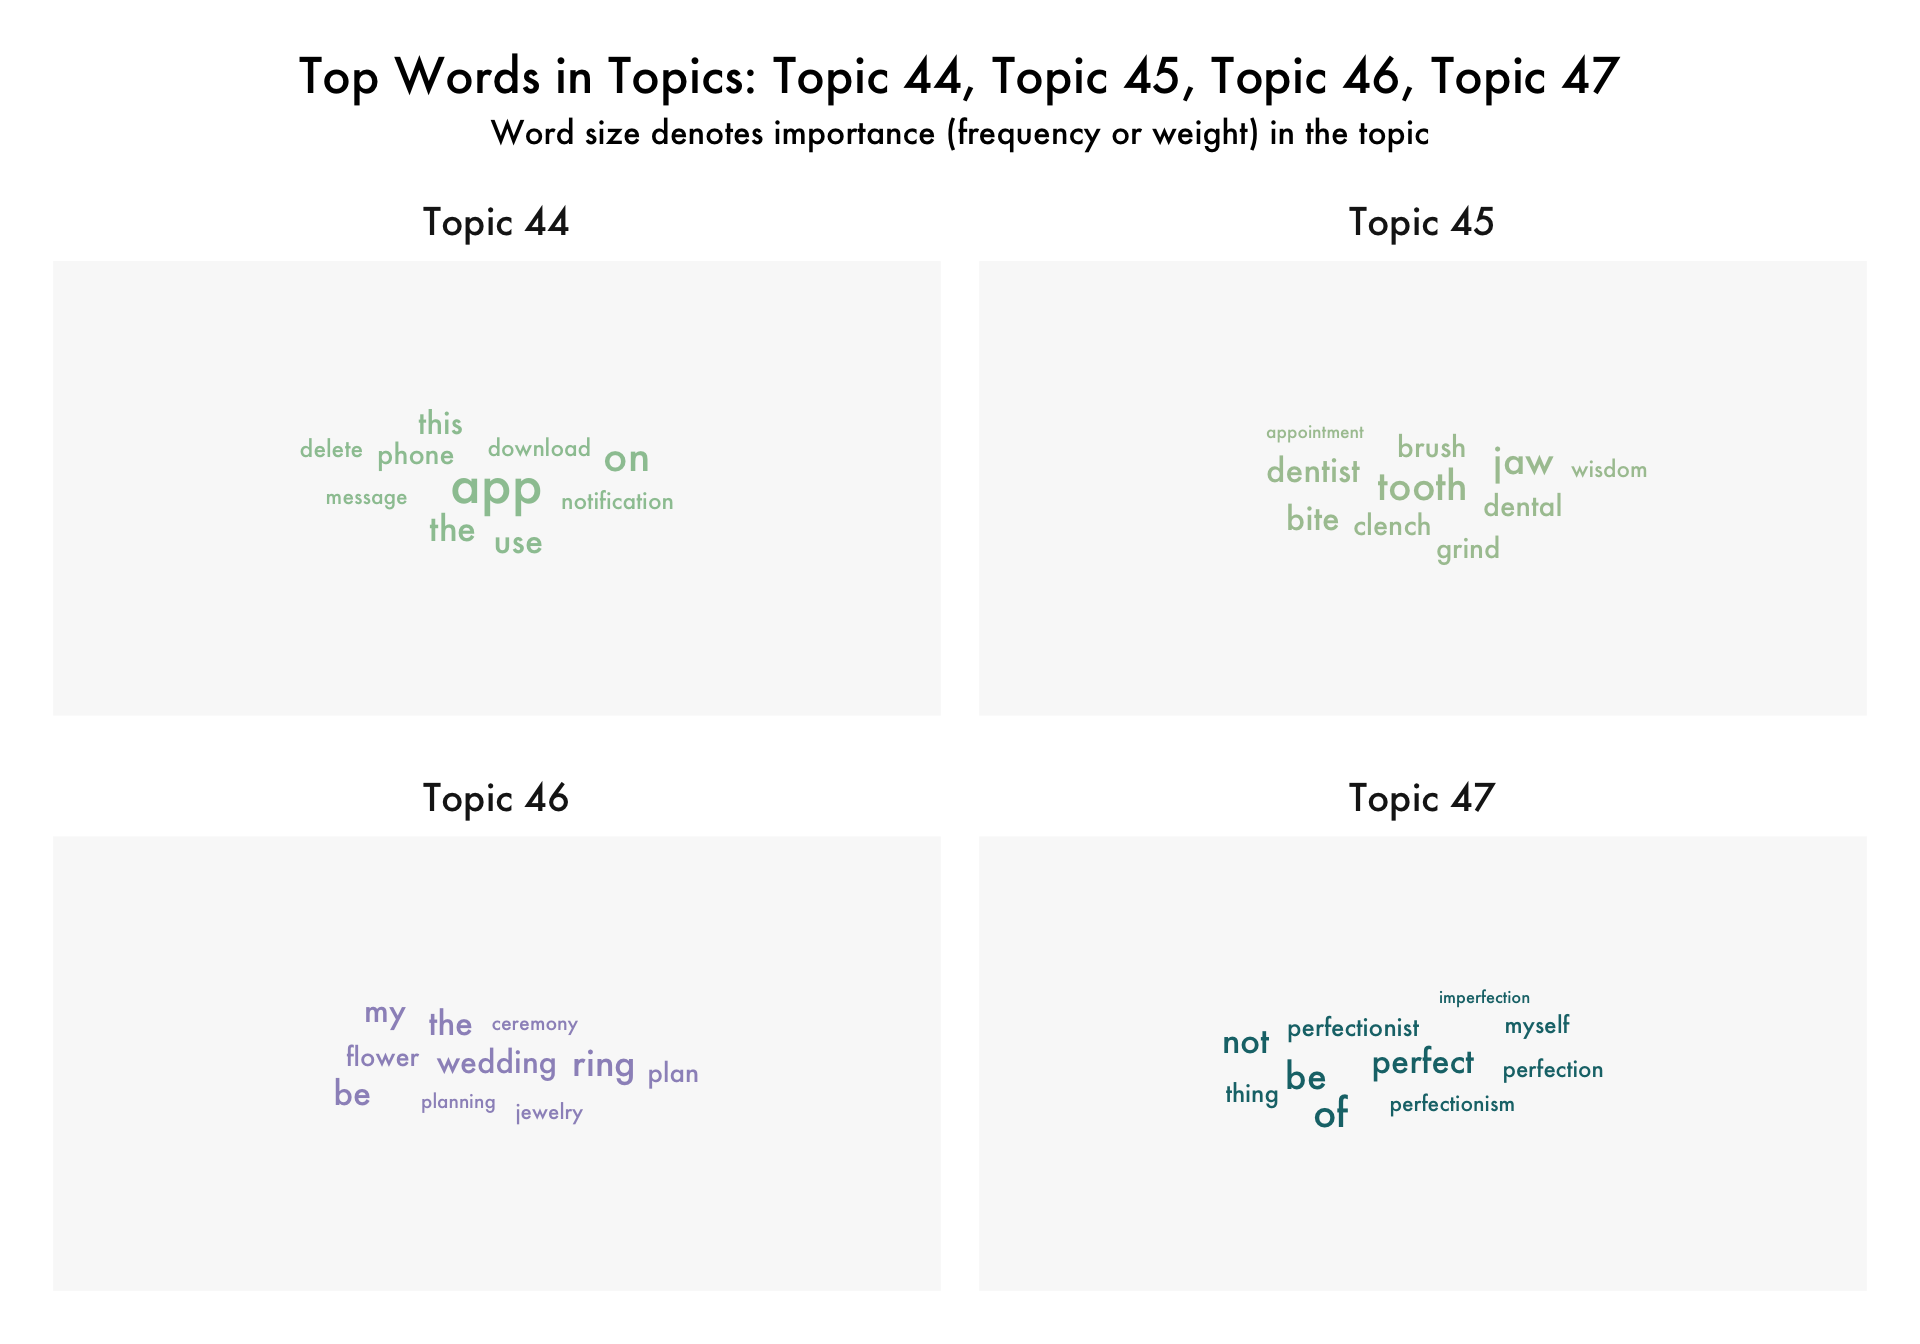 Top Words in Topics: Topic 44, Topic 45, Topic 46, Topic 47
Word size denotes importance (frequency or weight) in the topic
Topic 44
this
delete phone download on
message app notification
the use
Topic 45
appointment brush
dentist tooth jaw wisdom
bite clench dental
grind
Topic 46
my the ceremony
flower wedding ring plan
be planning jewelry
Topic 47
imperfection
not perfectionist myself
be perfect perfection
thing of perfectionism